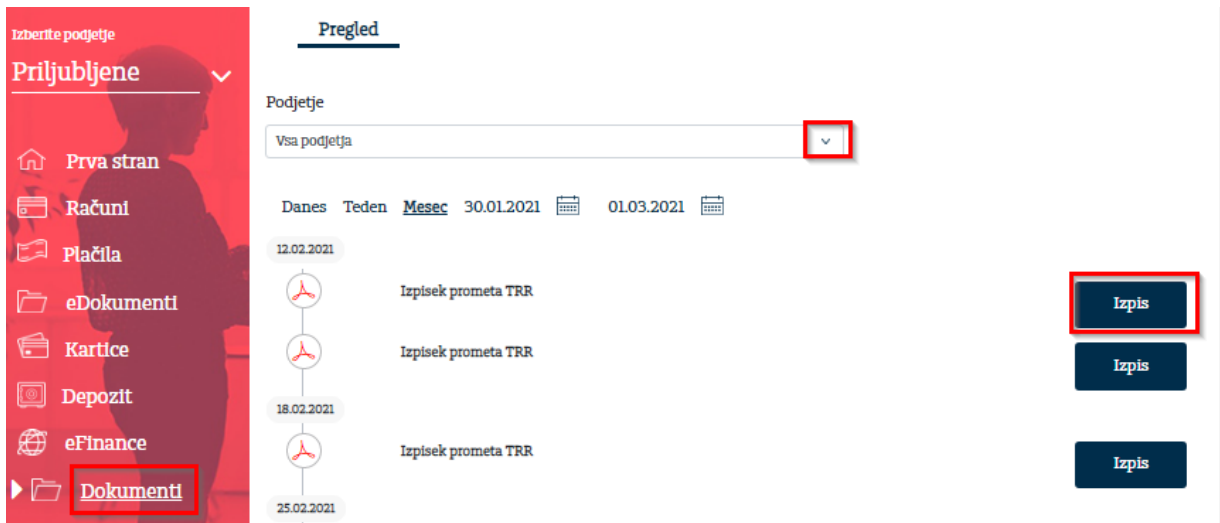 Izberite podjetje
Priljubljene
Prva stran
Računi
Plačila
eDokumenti
Kartice
Depozit
eFinance
Dokumenti
Pregled
Podjetje
Vsa podjetja
Danes Teden Mesec 30.01.2021 01.03.2021
12.02.2021
Izpisek prometa TRR Izpis
Izpisek prometa TRR Izpis
18.02.2021
Izpisek prometa TRR Izpis
25.02.2021